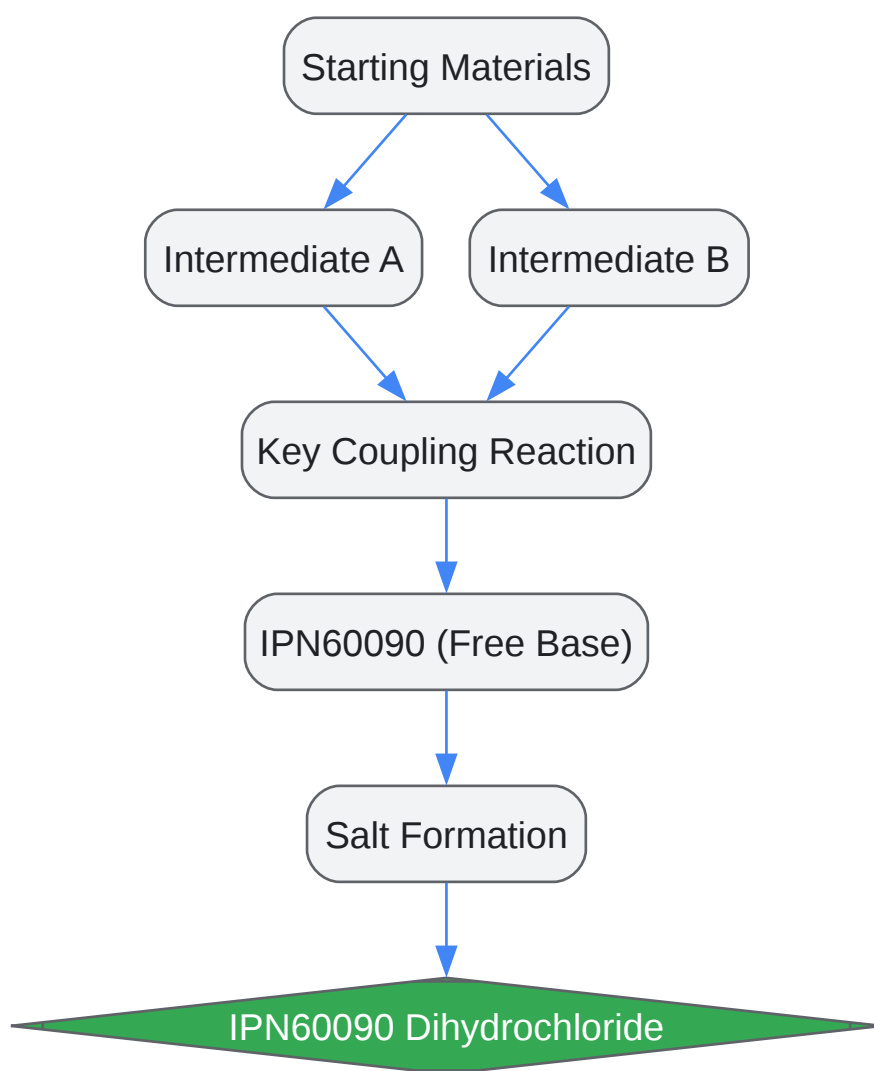 Starting Materials
Intermediate A
Intermediate B
Key Coupling Reaction
IPN60090 (Free Base)
Salt Formation
IPN60090 Dihydrochloride